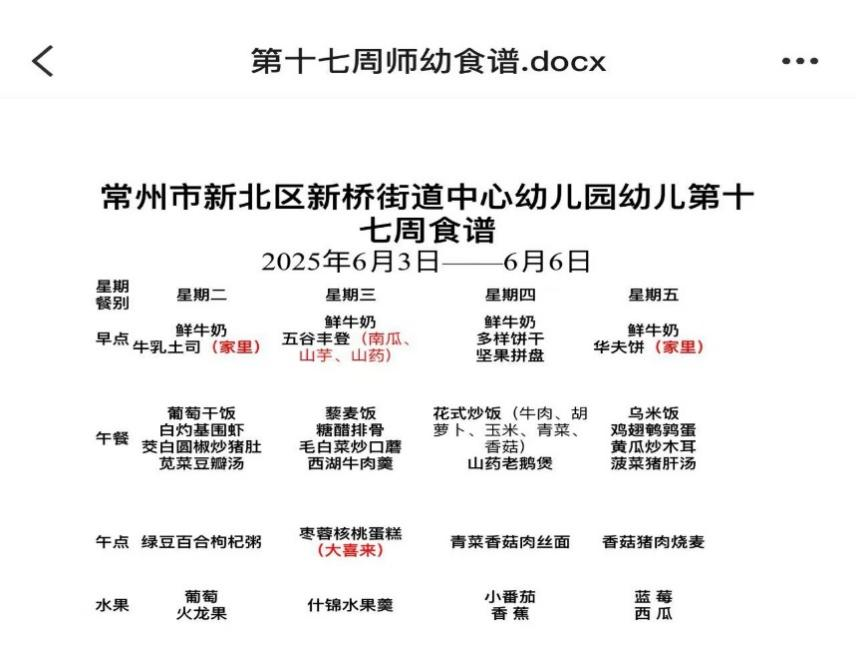 第十七周师幼食谱.docx
常州市新北区新桥街道中心幼儿园幼儿第十
七周食谱
2025年6月3日——6月6日
星期
餐别
星期二
星期三
星期四
星期五
早点
鲜牛奶
牛乳土司（家里）
鲜牛奶
五谷丰登（南瓜、
山芋、山药）
鲜牛奶
多样饼干
坚果拼盘
鲜牛奶
华夫饼（家里）
午餐
葡萄干饭
白灼基围虾
茭白圆椒炒猪肚
苋菜豆瓣汤
藜麦饭
糖醋排骨
毛白菜炒口蘑
西湖牛肉羹
花式炒饭（牛肉、胡
萝卜、玉米、青菜、
香菇）
山药老鹅煲
乌米饭
鸡翅鹌鹑蛋
黄瓜炒木耳
菠菜猪肝汤
午点
绿豆百合枸杞粥
枣蓉核桃蛋糕
（大喜来）
青菜香菇肉丝面
香菇猪肉烧麦
水果
葡萄
火龙果
什锦水果羹
小番茄
香 蕉
蓝 莓
西 瓜